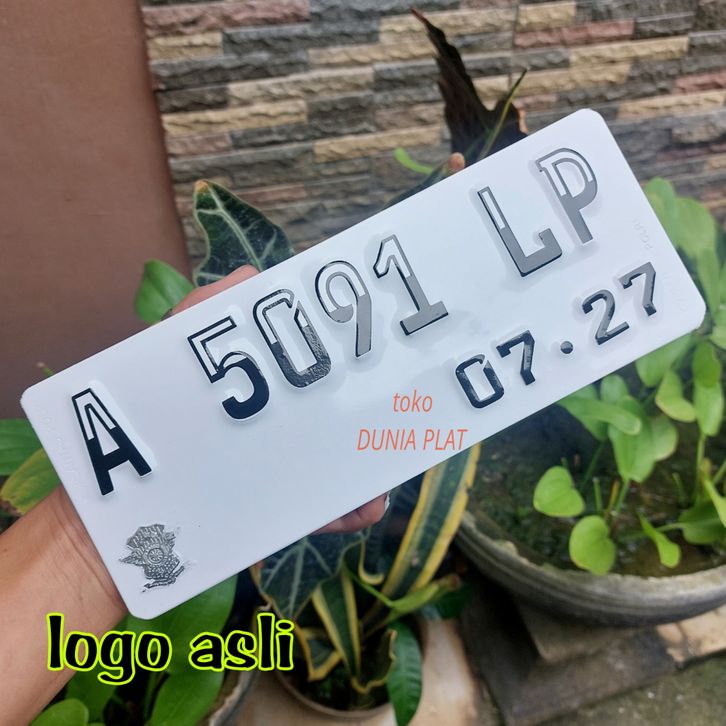 A 5091 LP
07·27
toko
DUNIA PLAT
logo asli